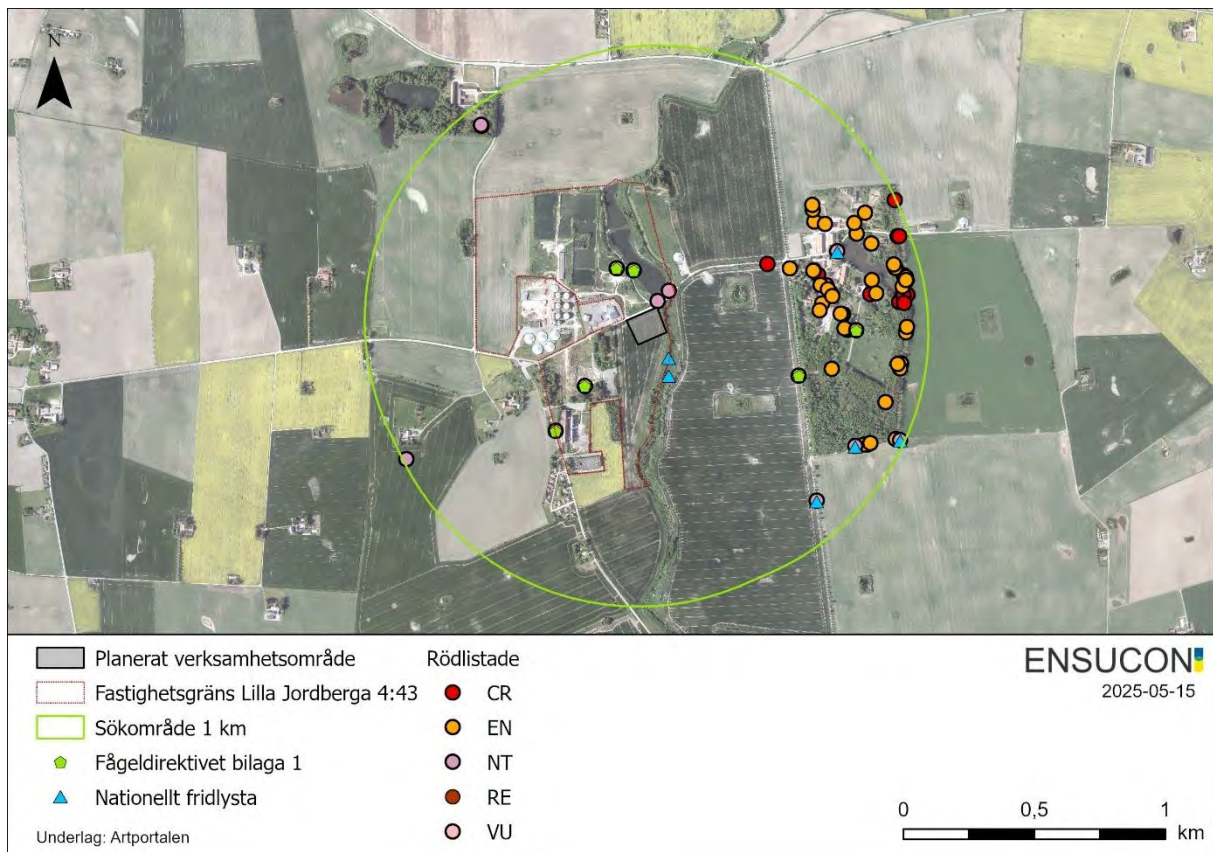 N
Planerat verksamhetsområde
Fastighetsgräns Lilla Jordberga 4:43
Sökområde 1 km
Fågeldirektivet bilaga 1
Nationellt fridlysta
Underlag: Artportalen
Rödlistade
CR
EN
NT
RE
VU
ENSUCON
2025-05-15
0 0,5 1
km